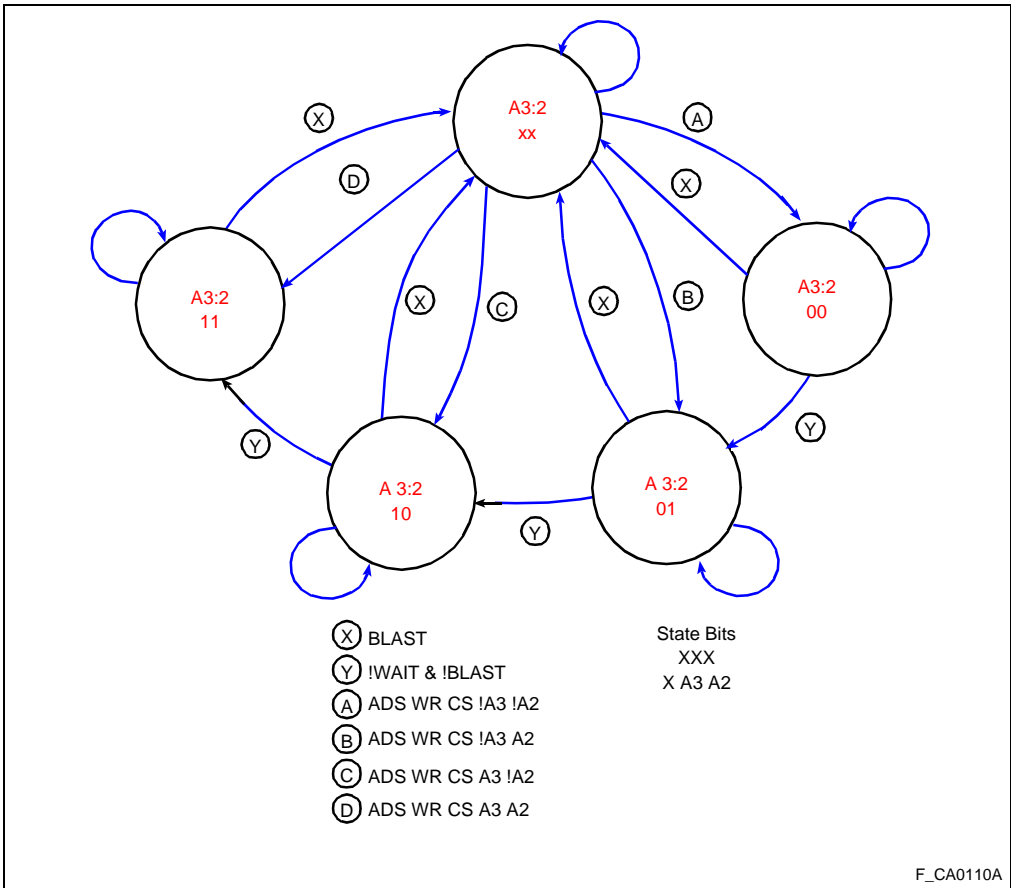 A3:2
xx
X
A
D
X
A3:2
11
A3:2
00
X
C
X
B
Y
Y
A 3:2
10
A 3:2
01
Y
X BLAST
Y !WAIT & !BLAST
A ADS WR CS !A3 !A2
B ADS WR CS !A3 A2
C ADS WR CS A3 !A2
D ADS WR CS A3 A2
State Bits
XXX
X A3 A2
F_CA0110A